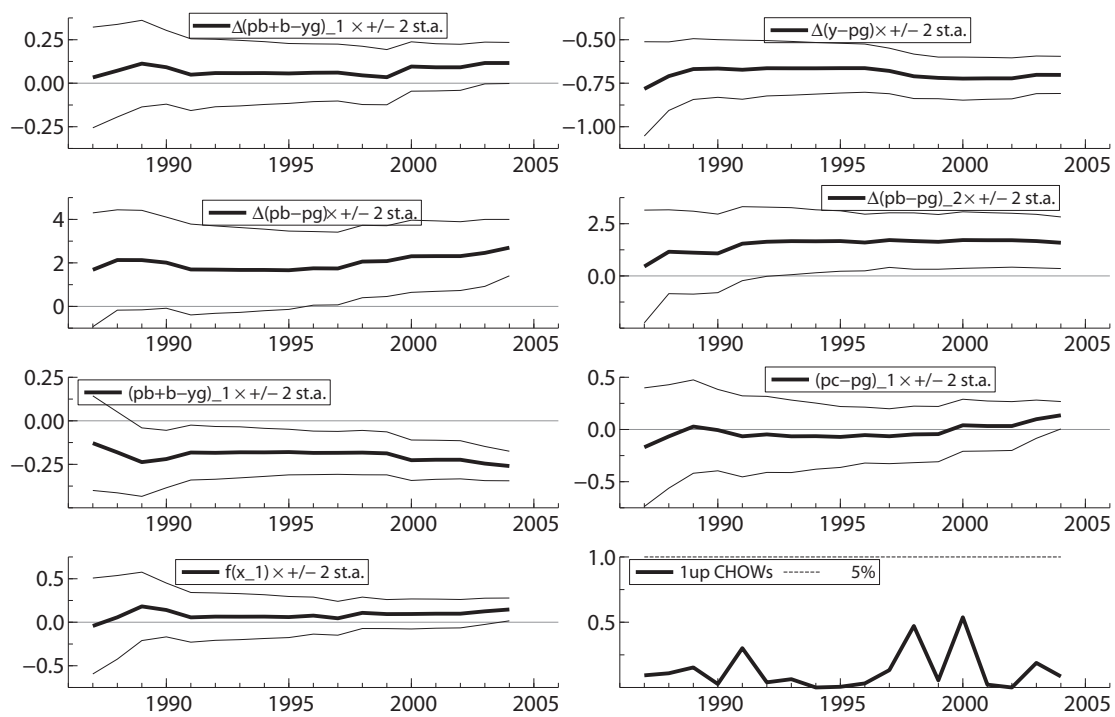 Δ(pb+b−yg)_1 × +/− 2 st.a.
0.25
0.00
−0.25
1990 1995 2000 2005
Δ(y−pg)× +/− 2 st.a.
−0.50
−0.75
−1.00
1990 1995 2000 2005
Δ(pb−pg)× +/− 2 st.a.
4
2
0
1990 1995 2000 2005
Δ(pb−pg)_2× +/− 2 st.a.
2.5
0.0
1990 1995 2000 2005
0.25
(pb+b−yg)_1 × +/− 2 st.a.
0.00
−0.25
1990 1995 2000 2005
0.5
(pc−pg)_1× +/− 2 st.a.
0.0
−0.5
1990 1995 2000 2005
f(x_1) × +/− 2 st.a.
0.5
0.0
−0.5
1990 1995 2000 2005
1.0
1up CHOWs 5%
0.5
1990 1995 2000 2005